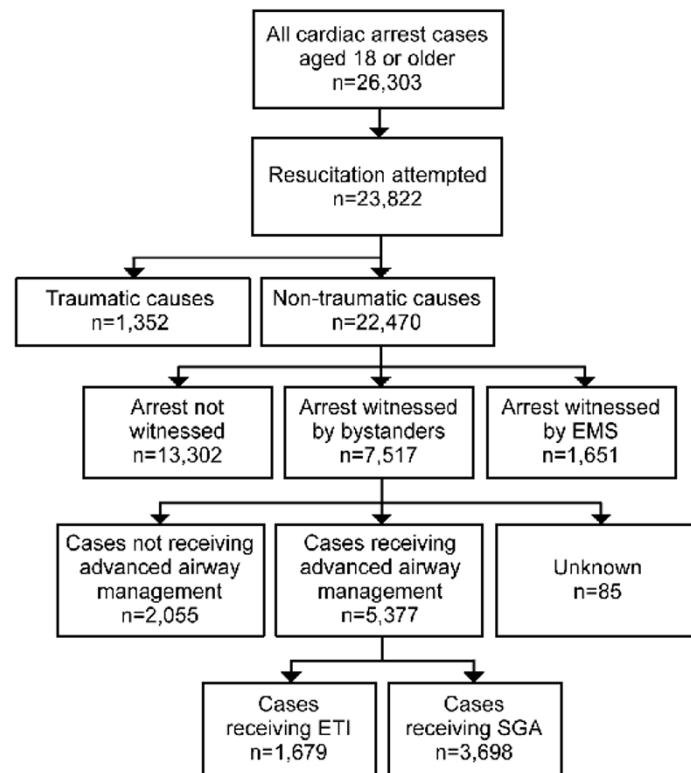 All cardiac arrest cases
aged 18 or older
n=26,303
Resucitation attempted
n=23,822
Traumatic causes
n=1,352
Non-traumatic causes
n=22,470
Arrest not
witnessed
n=13,302
Arrest witnessed
by bystanders
n=7,517
Arrest witnessed
by EMS
n=1,651
Cases not receiving
advanced airway
management
n=2,055
Cases receiving
advanced airway
management
n=5,377
Unknown
n=85
Cases
receiving ETI
n=1,679
Cases
receiving SGA
n=3,698